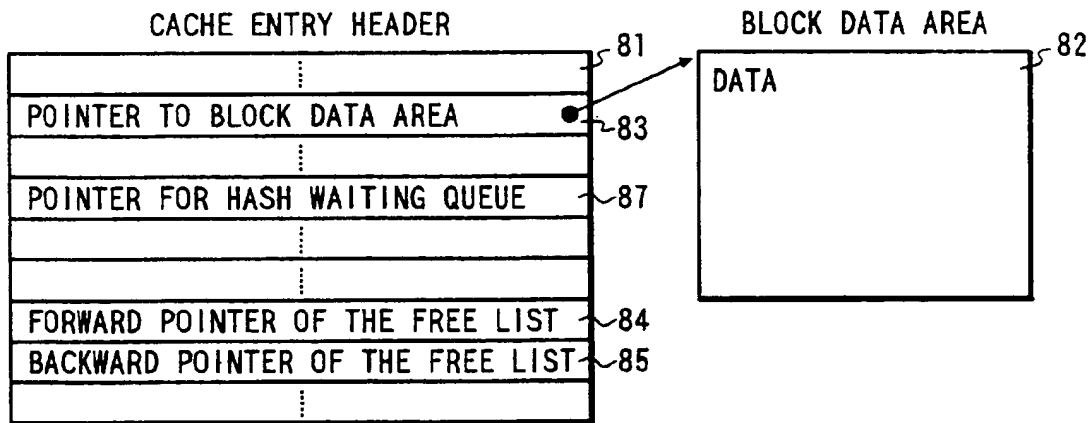 CACHE ENTRY HEADER
81
POINTER TO BLOCK DATA AREA
83
POINTER FOR HASH WAITING QUEUE
87
FORWARD POINTER OF THE FREE LIST
84
BACKWARD POINTER OF THE FREE LIST
85
BLOCK DATA AREA
82
DATA